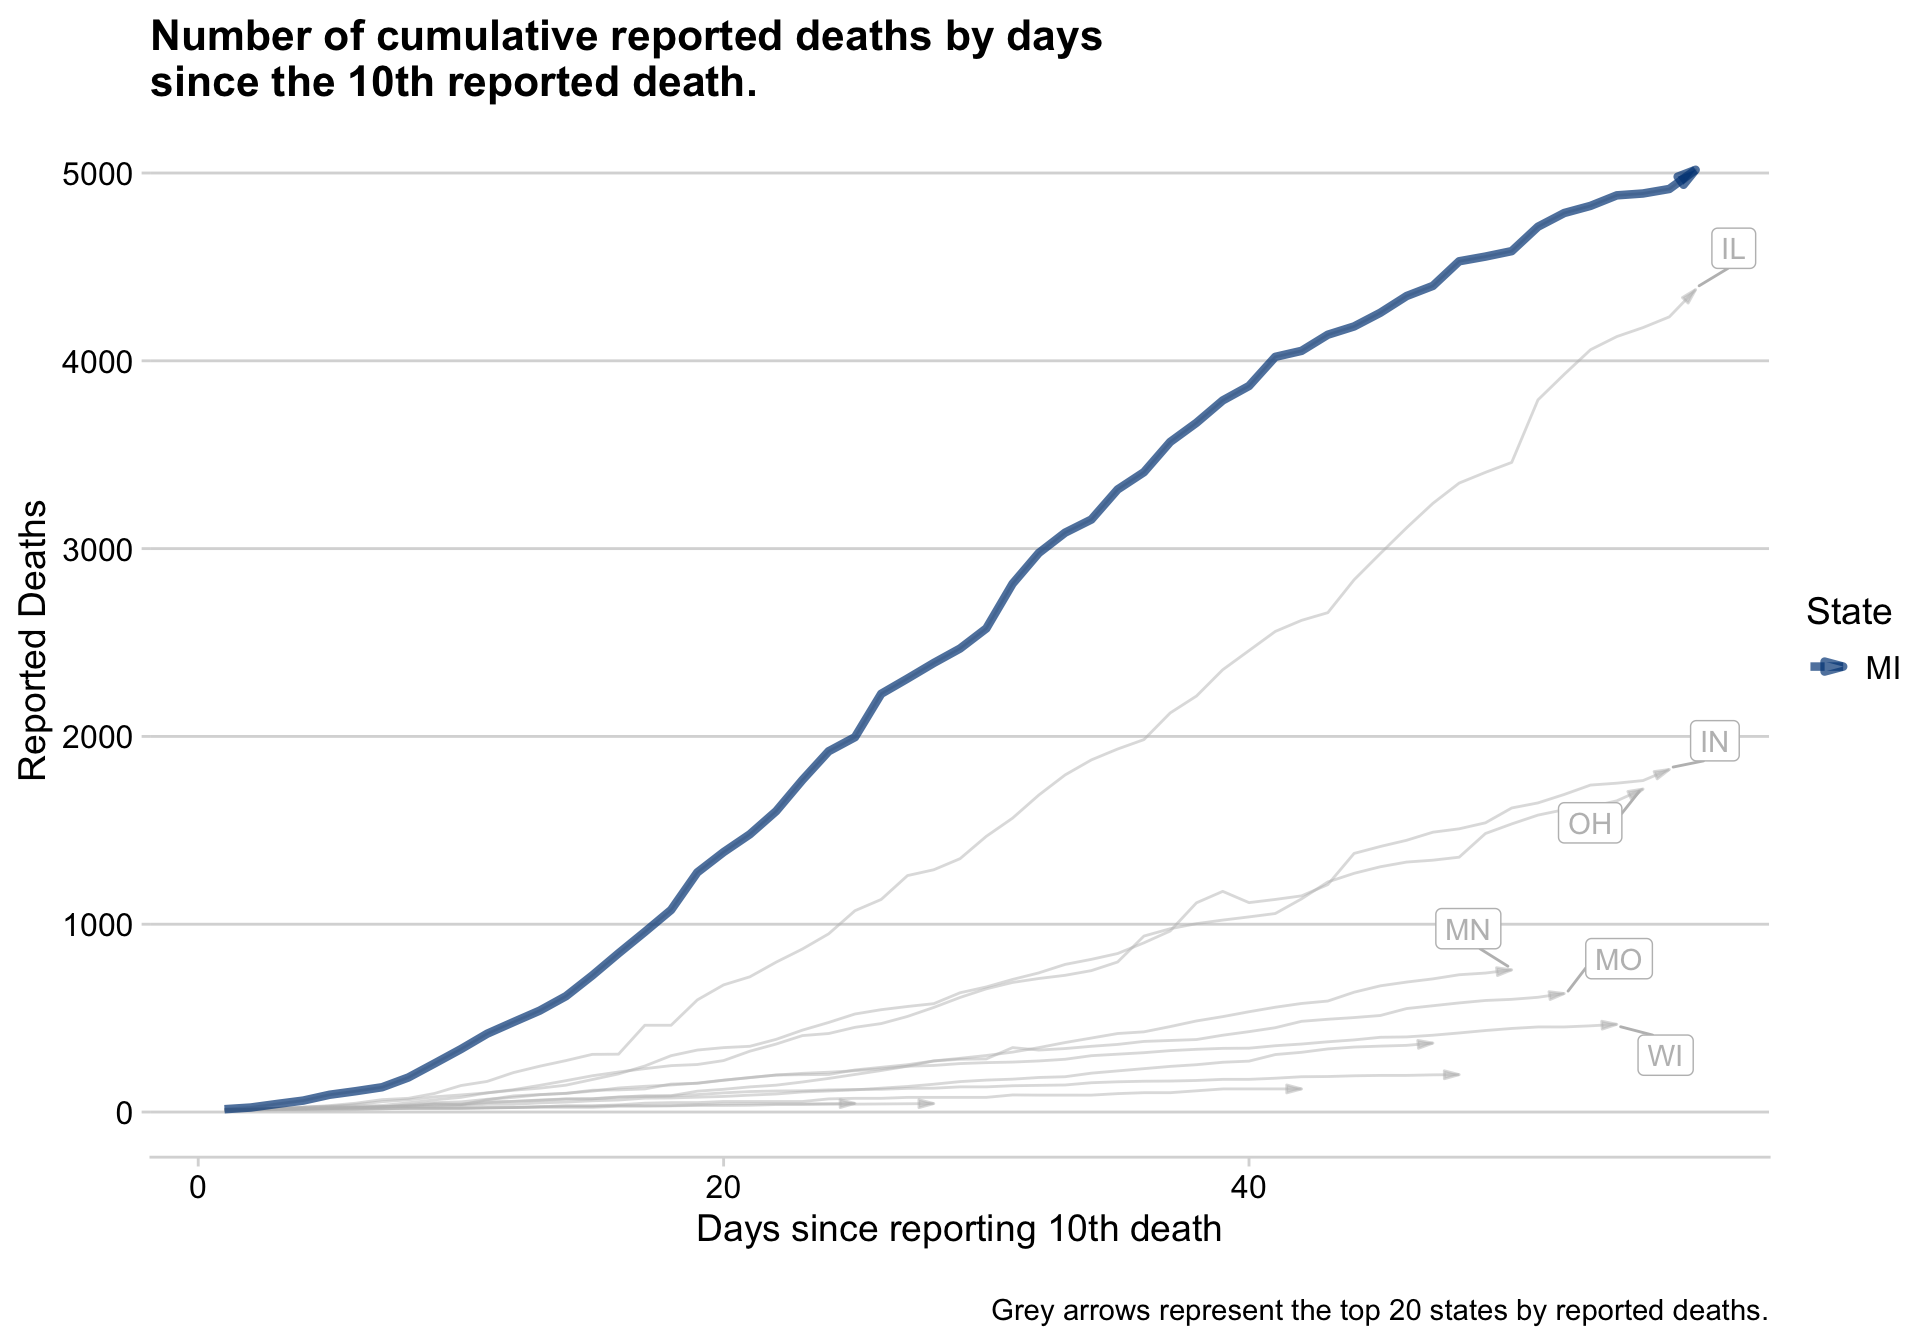 Number of cumulative reported deaths by days
since the 10th reported death.
5000
4000
3000
2000
1000
0
Reported Deaths
IL
IN
OH
MN
MO
WI
State
MI
0
20
40
Days since reporting 10th death
Grey arrows represent the top 20 states by reported deaths.